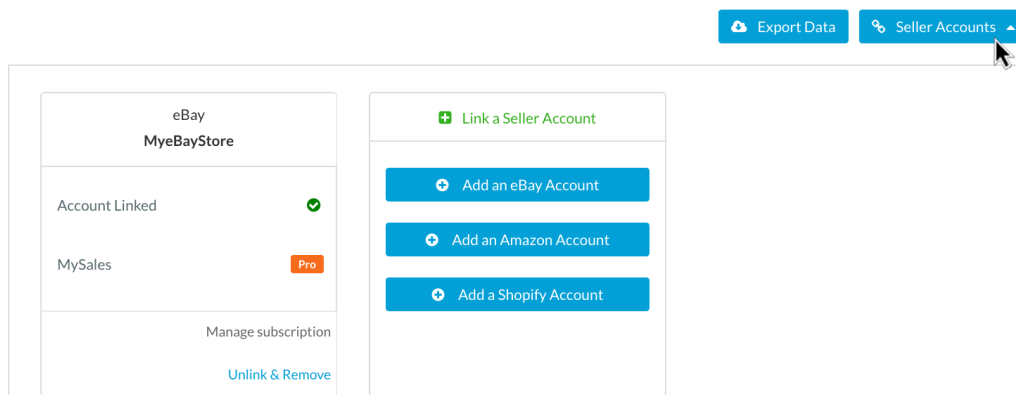 Export Data
Seller Accounts
eBay
MyeBayStore
Account Linked
MySales Pro
Manage subscription
Unlink & Remove
Link a Seller Account
Add an eBay Account
Add an Amazon Account
Add a Shopify Account